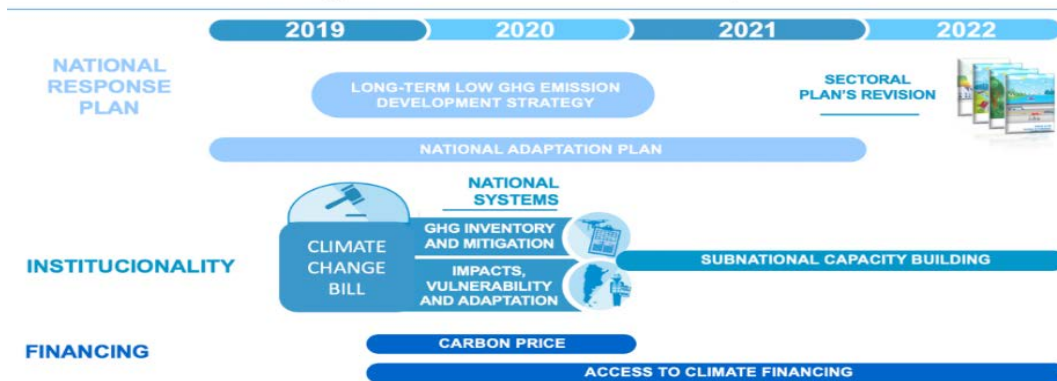 2019 2020 2021 2022
NATIONAL
RESPONSE
PLAN
LONG-TERM LOW GHG EMISSION
DEVELOPMENT STRATEGY
SECTORAL
PLAN'S REVISION
NATIONAL ADAPTATION PLAN
NATIONAL
SYSTEMS
INSTITUCIONALITY
CLIMATE
CHANGE
BILL
GHG INVENTORY
AND MITIGATION
IMPACTS,
VULNERABILITY
AND ADAPTATION
SUBNATIONAL CAPACITY BUILDING
FINANCING
CARBON PRICE
ACCESS TO CLIMATE FINANCING